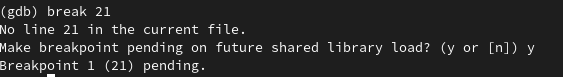 (gdb) break 21
No line 21 in the current file.
Make breakpoint pending on future shared library load? (y or [n]) y
Breakpoint 1 (21) pending.